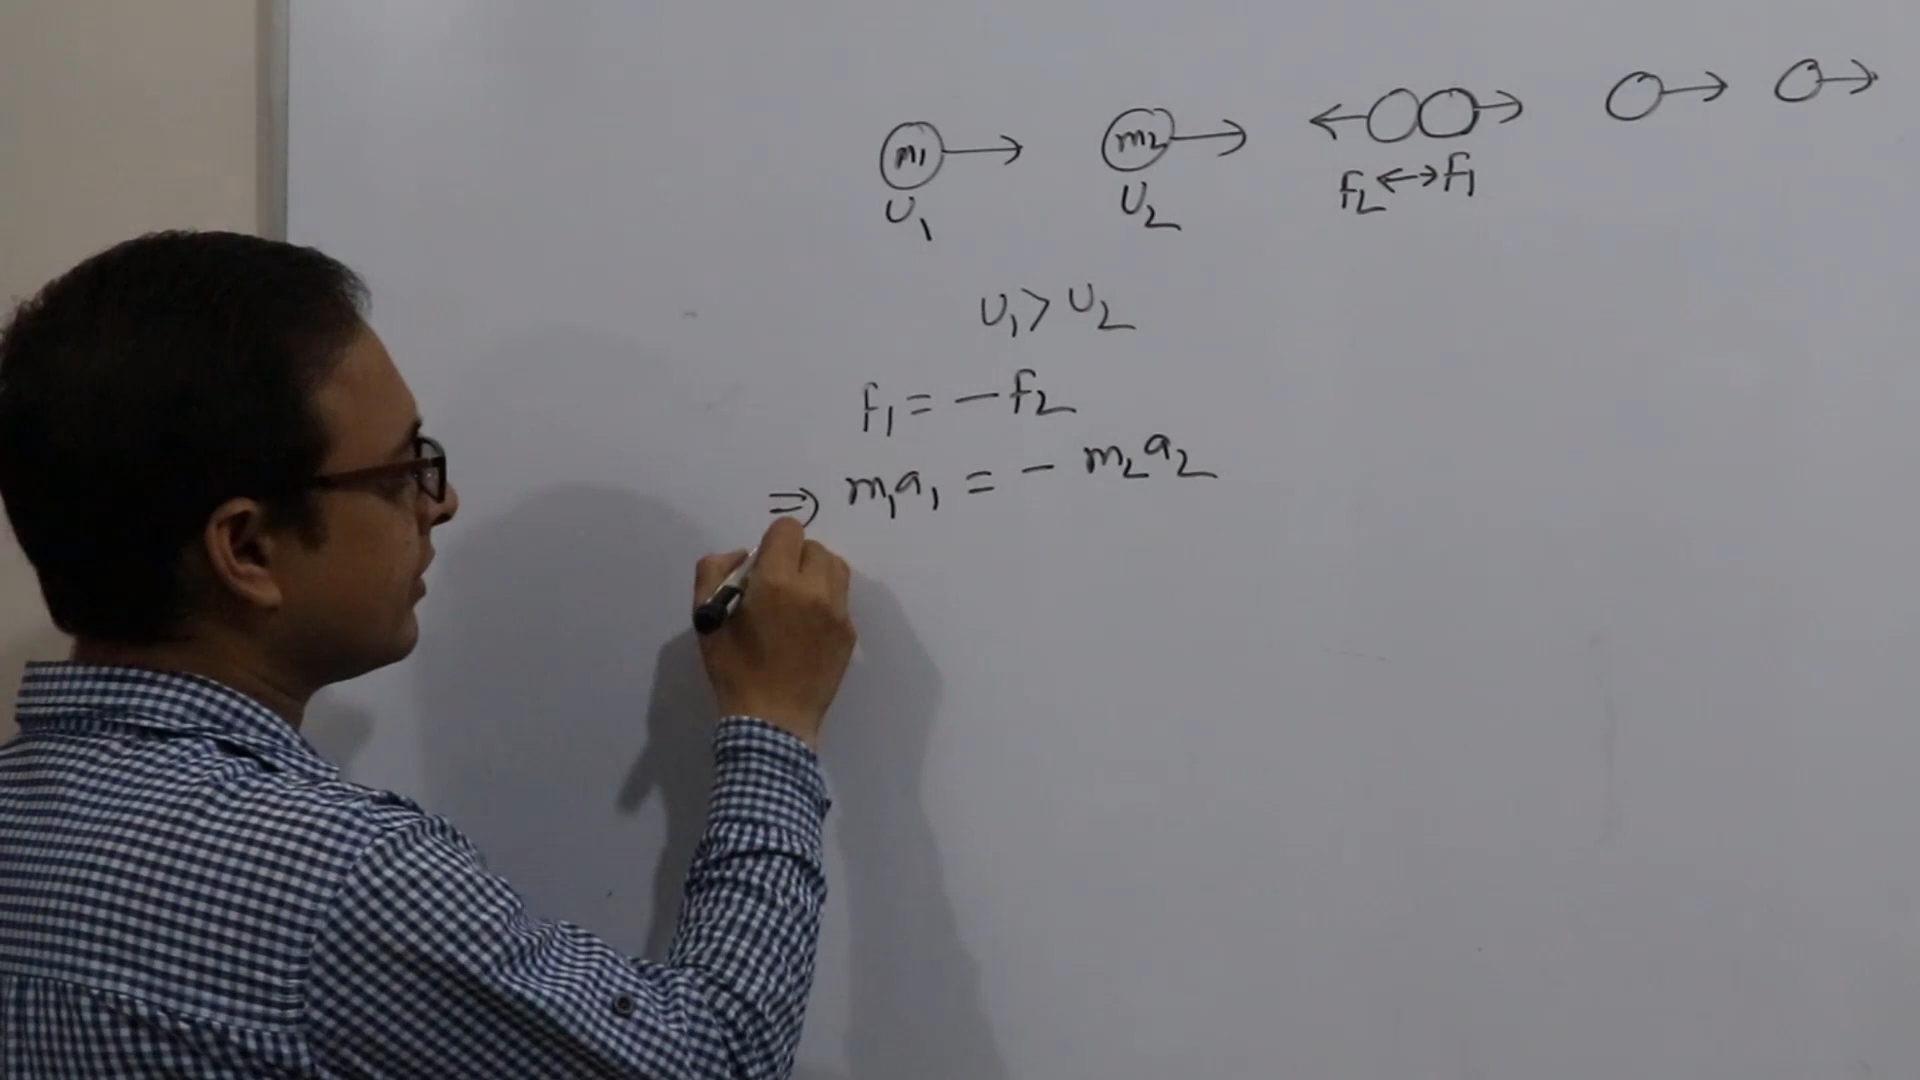 m₁ m₂
U₁ U₂ F₂ ↔ F₁
U₁ > U₂
F₁ = - F₂
⇒ m₁a₁ = - m₂a₂